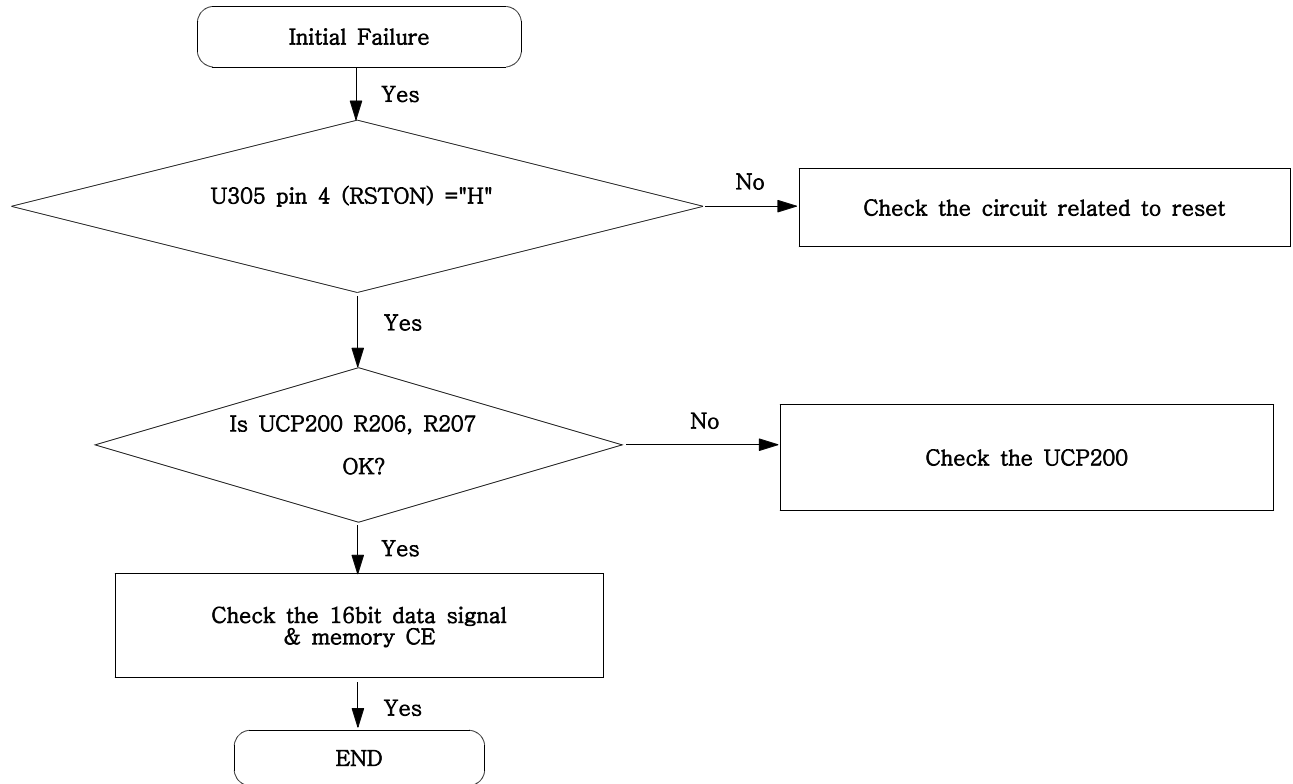 Initial Failure
Yes
U305 pin 4 (RSTON) ="H"
No
Check the circuit related to reset
Yes
Is UCP200 R206, R207
OK?
No
Check the UCP200
Yes
Check the 16bit data signal
& memory CE
Yes
END